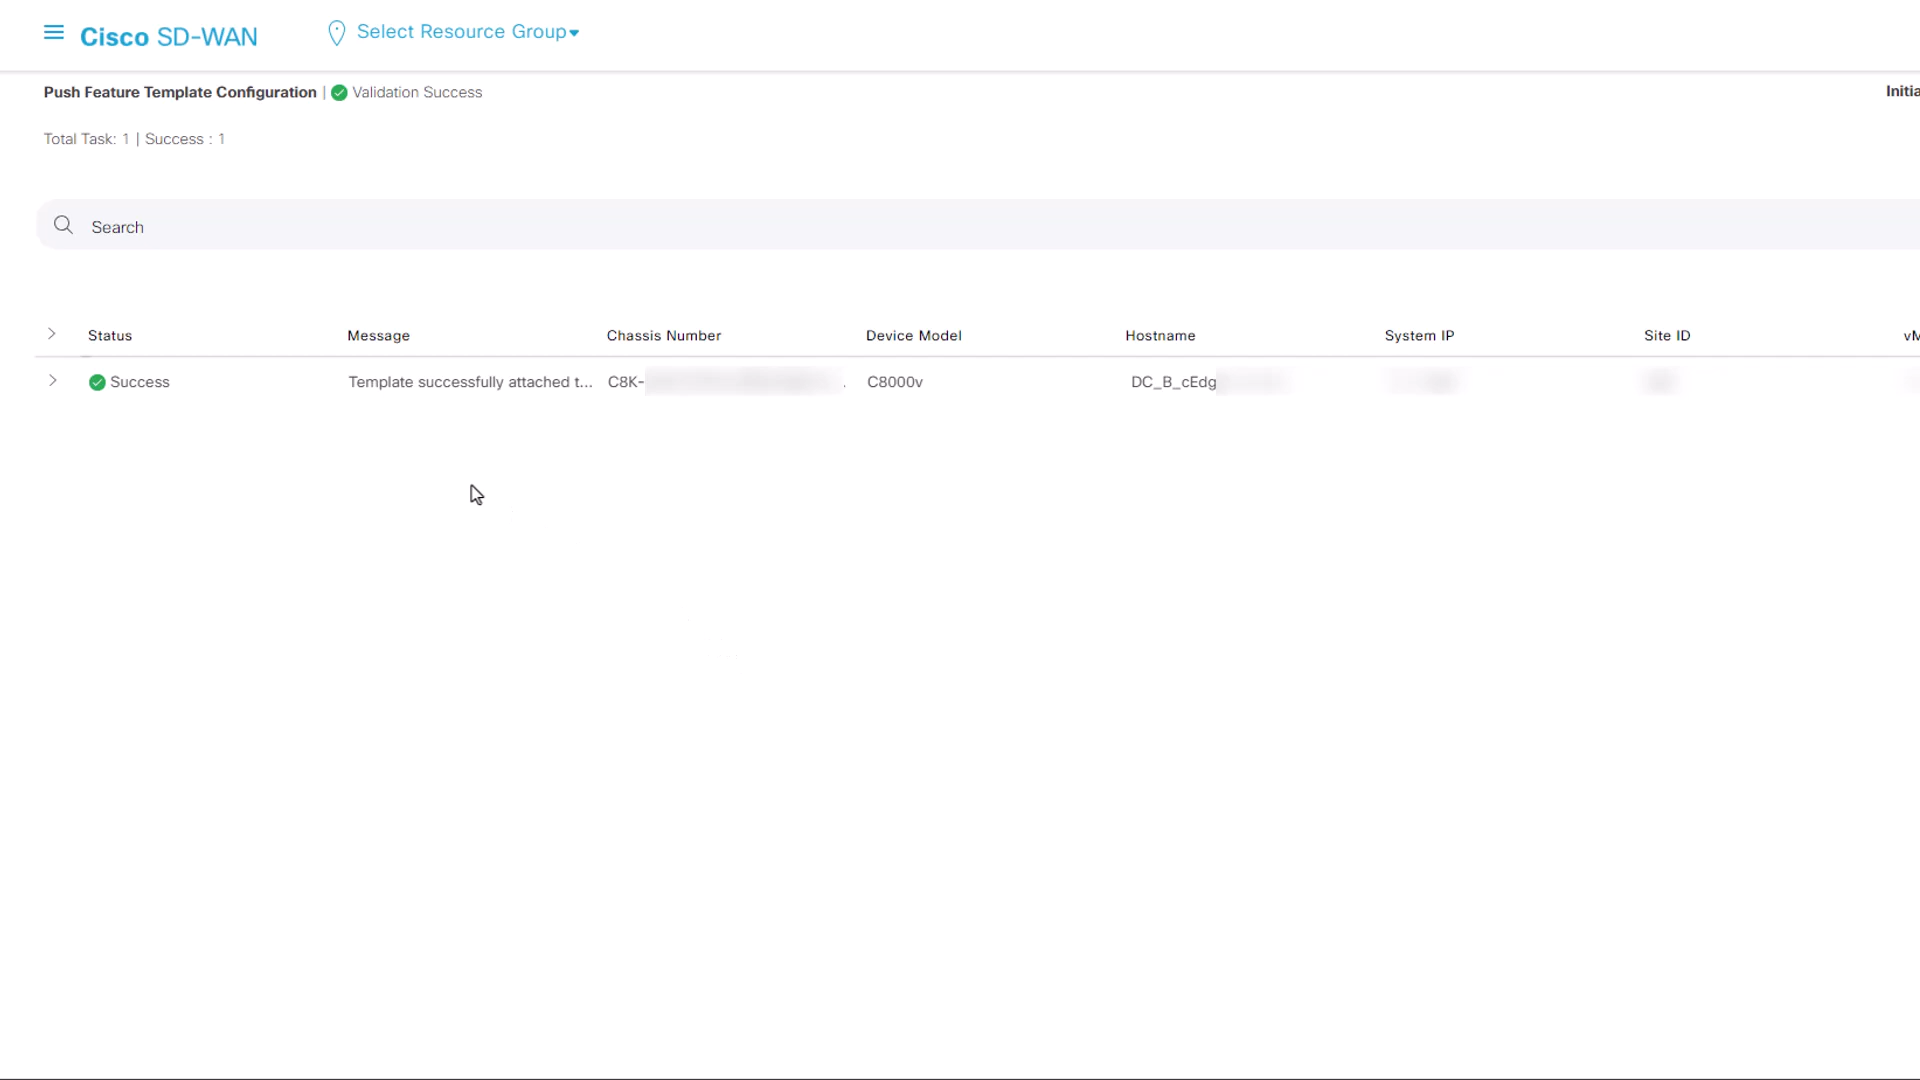 Cisco SD-WAN
Select Resource Group
Push Feature Template Configuration | Validation Success
Initia
Total Task: 1 | Success : 1
Search
Status Message Chassis Number Device Model Hostname System IP Site ID vM
Success Template successfully attached t... C8K- C8000v DC_B_cEdg